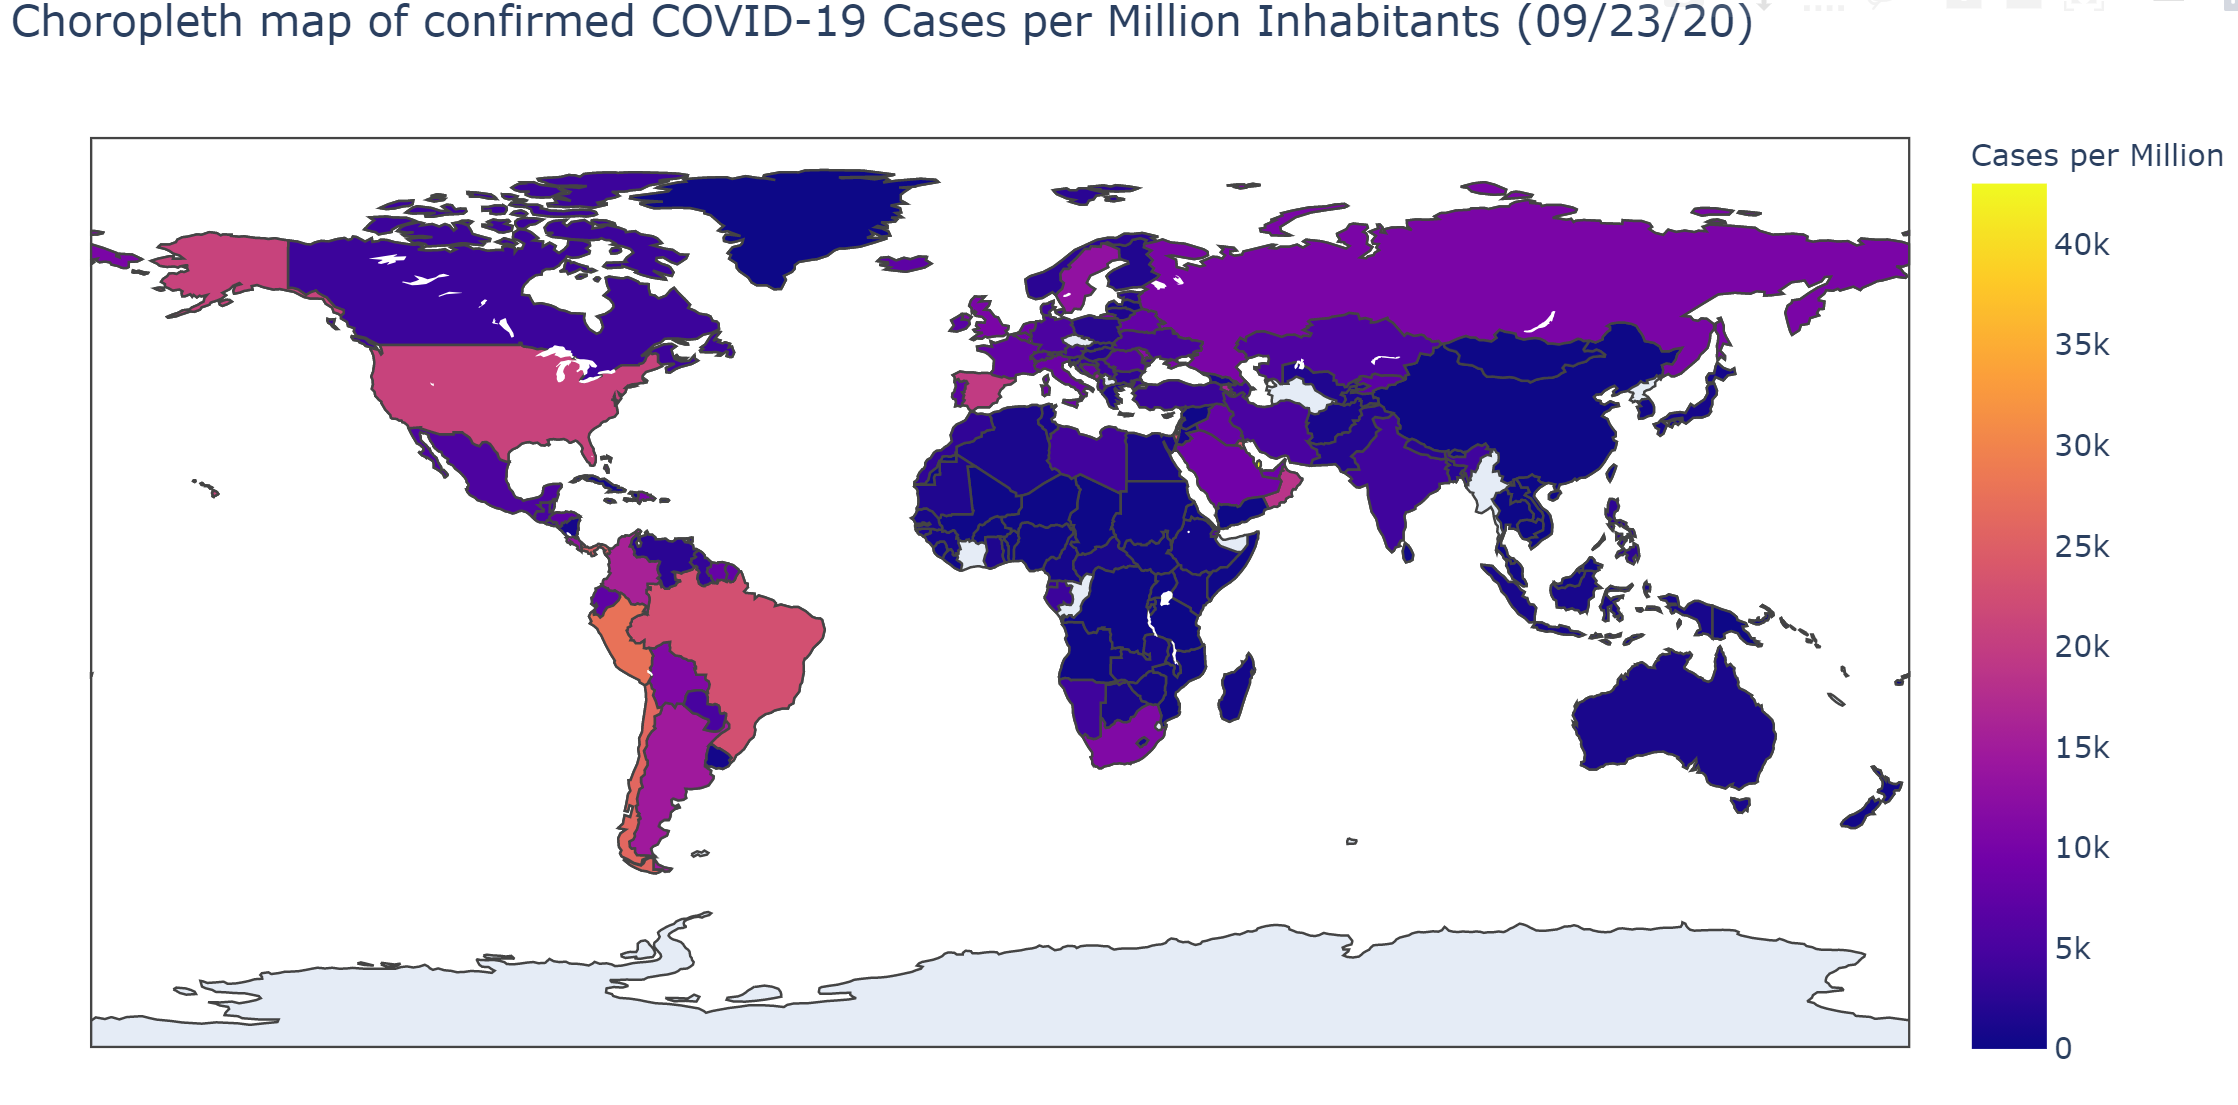 Choropleth map of confirmed COVID-19 Cases per Million Inhabitants (09/23/20)
Cases per Million
40k
35k
30k
25k
20k
15k
10k
5k
0